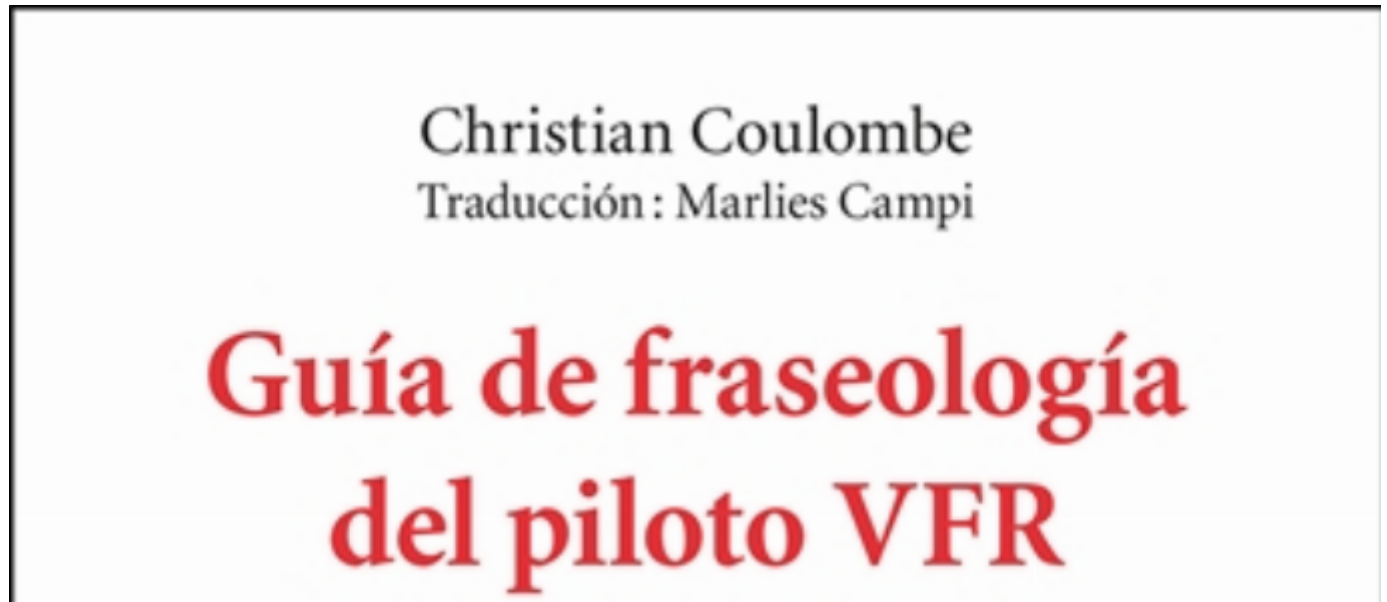 Christian Coulombe
Traducción : Marlies Campi
Guía de fraseología
del piloto VFR